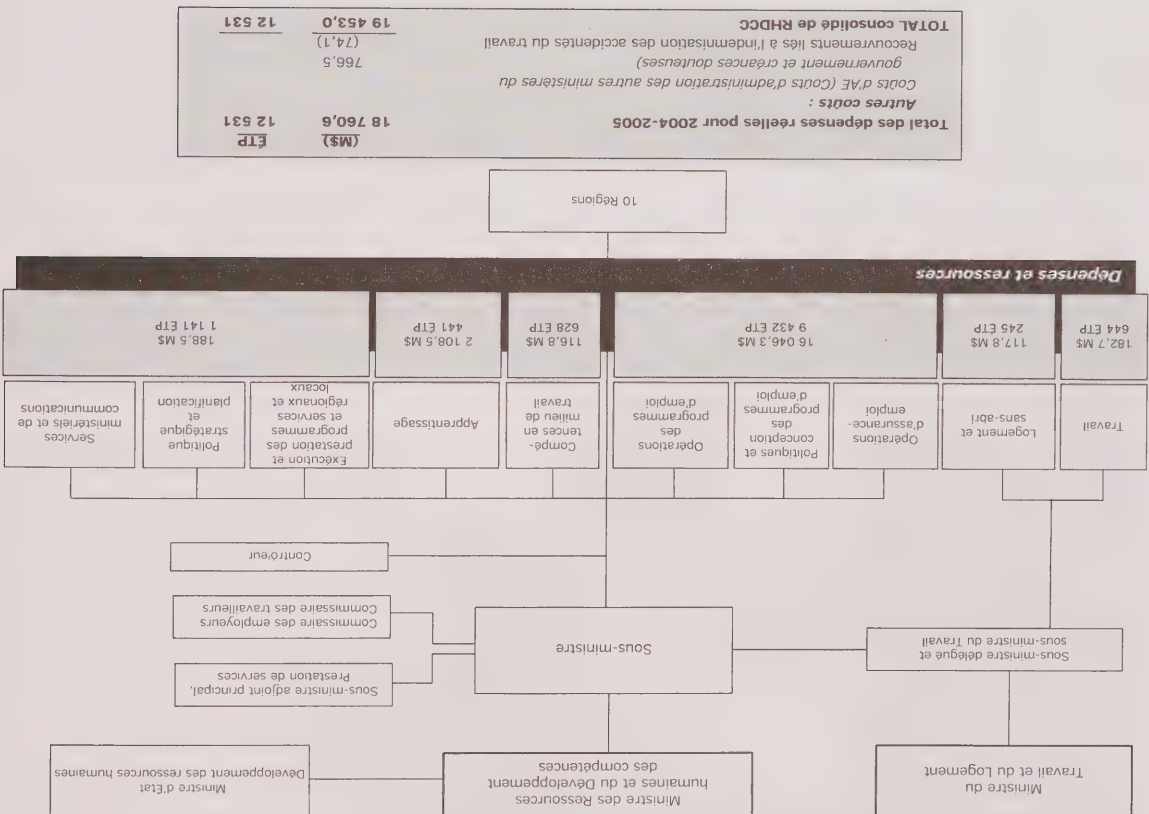 Ministre du
Travail et du Logement
Ministre des Ressources
humaines et du Développement
des compétences
Ministre d'État
Développement des ressources humaines
Sous-ministre délégué et
sous-ministre du Travail
Sous-ministre
Sous-ministre adjoint principal,
Prestation de services
Commissaire des employeurs
Commissaire des travailleurs
Contrôleur
Travail
Logement et
sans-abri
Opérations
d'assurance-
emploi
Politiques et
conception
des
programmes
d'emploi
Opérations
des
programmes
d'emploi
Compé-
tences en
milieu de
travail
Apprentissage
Exécution et
prestation des
programmes
et services
régionaux et
locaux
Politique
stratégique
et
planification
Services
ministériels et de
communications
182,7 M$
644 ETP
117,8 M$
245 ETP
16 046,3 M$
9 432 ETP
116,8 M$
628 ETP
2 108,5 M$
441 ETP
188,5 M$
1 141 ETP
Dépenses et ressources
10 Régions
(M$) ÉTP
Total des dépenses réelles pour 2004-2005 18 760,6 12 531
Autres coûts :
Coûts d'AE (Coûts d'administration des autres ministères du
gouvernement et créances douteuses) 766,5
Recouvrements liés à l'indemnisation des accidentés du travail (74,1)
TOTAL consolidé de RHDCC 19 453,0 12 531